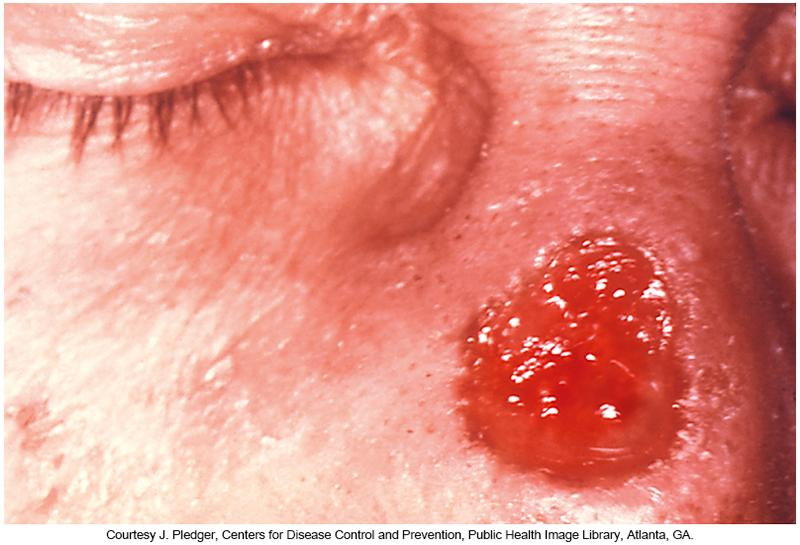 Courtesy J. Pledger, Centers for Disease Control and Prevention, Public Health Image Library, Atlanta, GA.